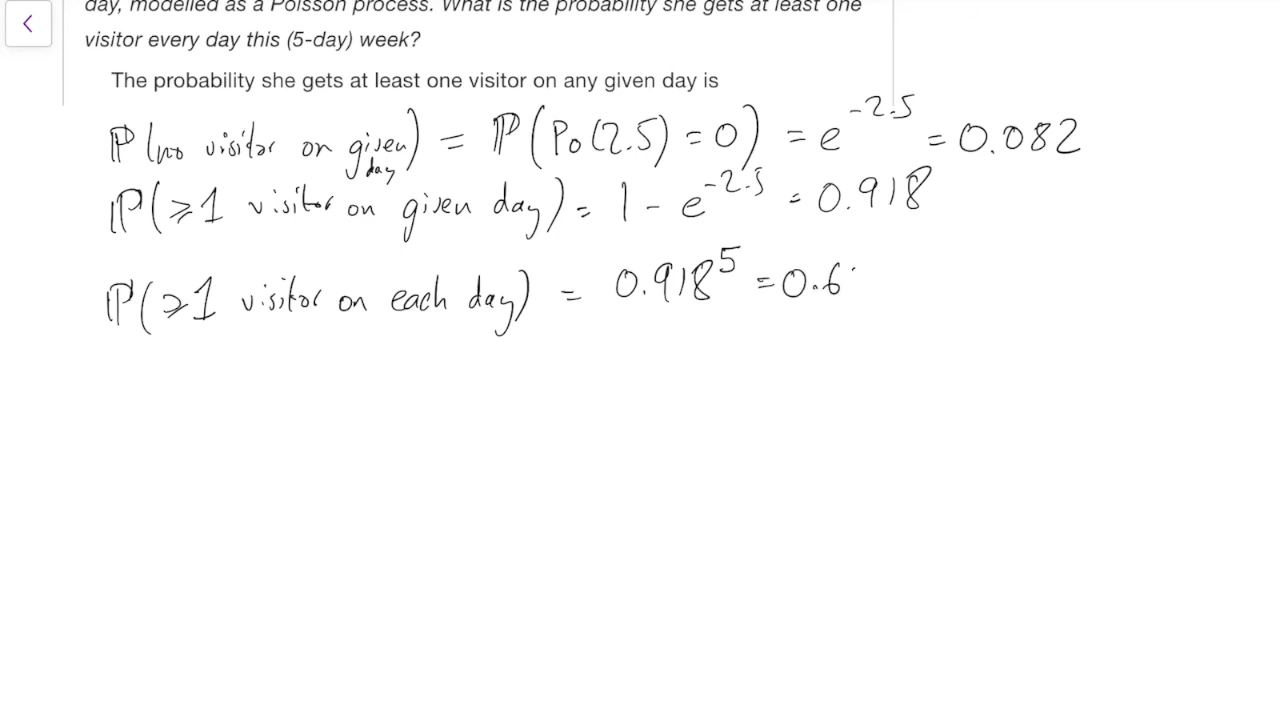 day, modelled as a Poisson process. What is the probability she gets at least one
visitor every day this (5-day) week?
The probability she gets at least one visitor on any given day is
ℙ(no visitor on given day) = ℙ(Po(2.5) = 0) = e^{-2.5} = 0.082
ℙ(⩾1 visitor on given day) = 1 - e^{-2.5} = 0.918
ℙ(⩾1 visitor on each day) = 0.918^5 = 0.6